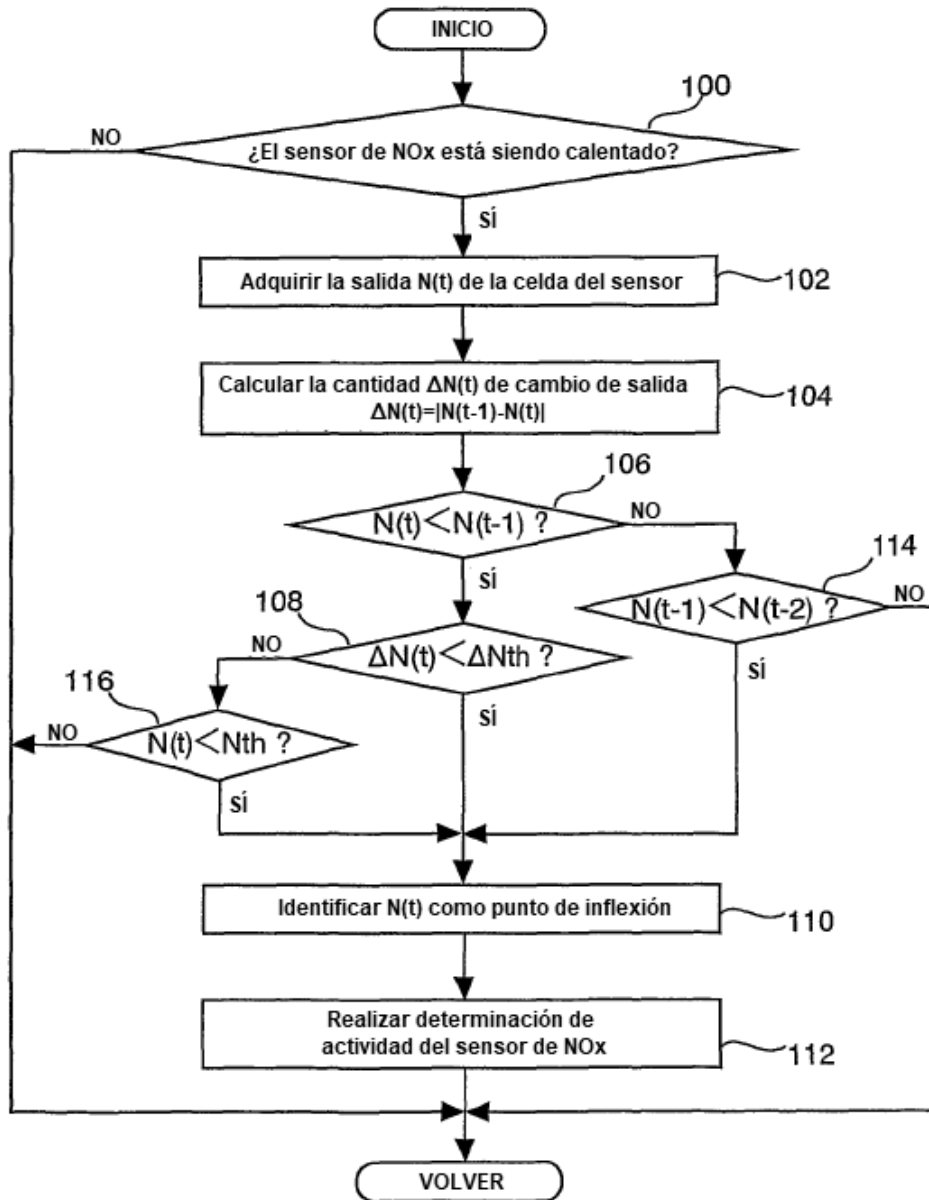 INICIO
100
NO
¿El sensor de NOx está siendo calentado?
SÍ
Adquirir la salida N(t) de la celda del sensor
102
Calcular la cantidad ΔN(t) de cambio de salida
ΔN(t)=|N(t-1)-N(t)|
104
106
N(t)<N(t-1) ?
NO
SÍ
114
N(t-1)<N(t-2) ?
NO
SÍ
108
NO
ΔN(t)<ΔNth ?
SÍ
116
NO
N(t)<Nth ?
SÍ
Identificar N(t) como punto de inflexión
110
Realizar determinación de
actividad del sensor de NOx
112
VOLVER